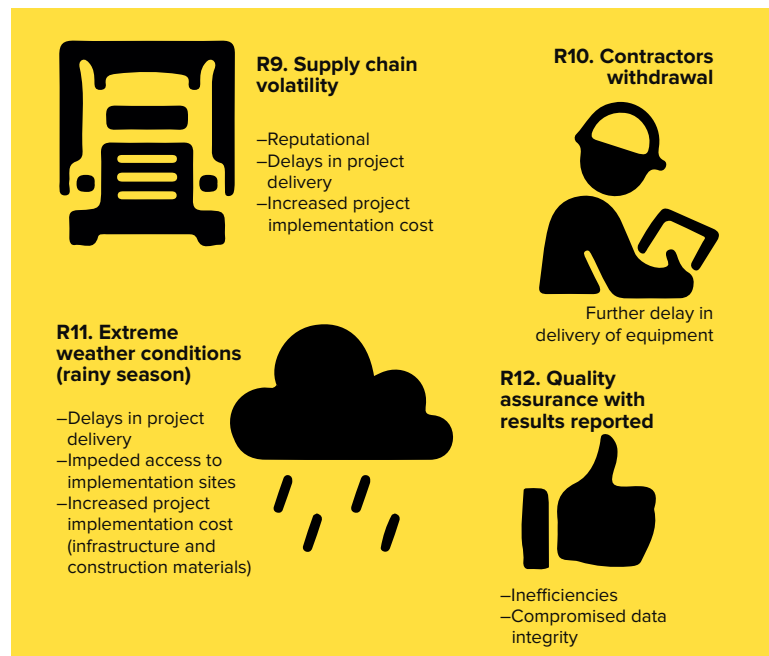 R9. Supply chain
volatility
–Reputational
–Delays in project
delivery
–Increased project
implementation cost
R10. Contractors
withdrawal
Further delay in
delivery of equipment
R11. Extreme
weather conditions
(rainy season)
–Delays in project
delivery
–Impeded access to
implementation sites
–Increased project
implementation cost
(infrastructure and
construction materials)
R12. Quality
assurance with
results reported
–Inefficiencies
–Compromised data
integrity